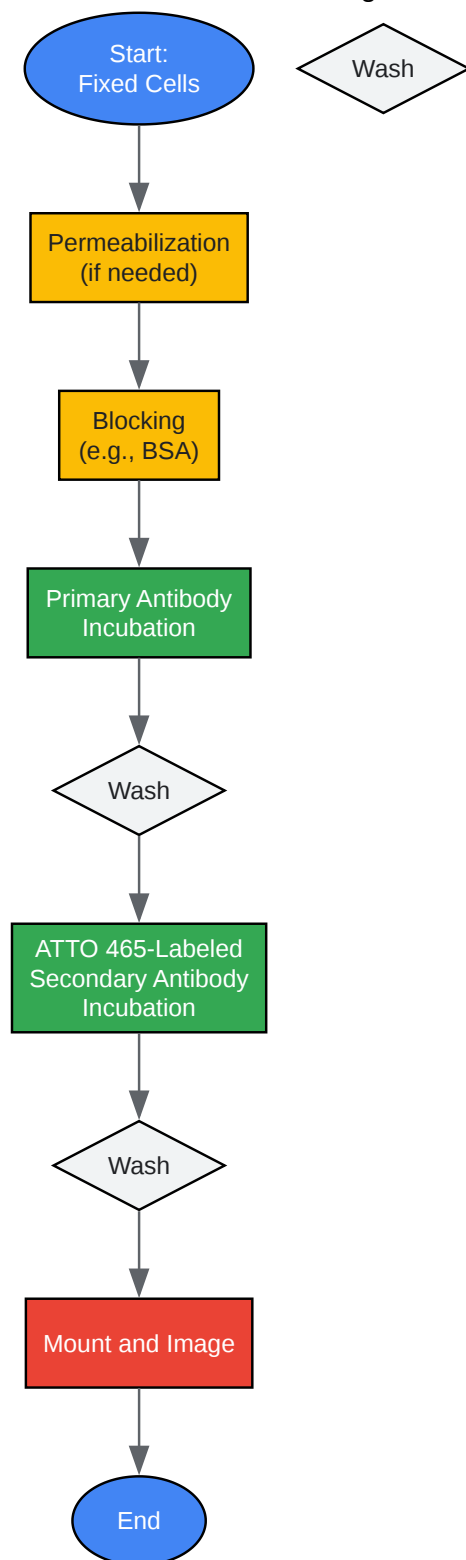 Start:
Fixed Cells
Wash
Permeabilization
(if needed)
Blocking
(e.g., BSA)
Primary Antibody
Incubation
Wash
ATTO 465-Labeled
Secondary Antibody
Incubation
Wash
Mount and Image
End